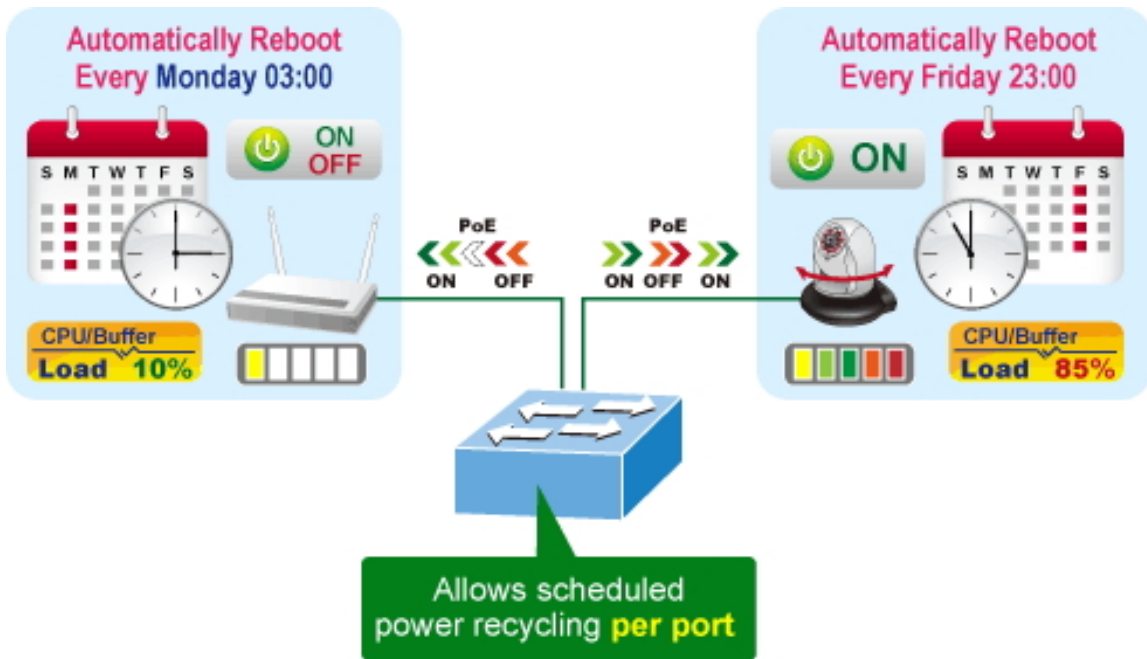 Automatically Reboot
Every Monday 03:00
S M T W T F S
ON
OFF
CPU/Buffer
Load 10%
PoE
ON OFF
PoE
ON OFF ON
Automatically Reboot
Every Friday 23:00
ON
S M T W T F S
CPU/Buffer
Load 85%
Allows scheduled
power recycling per port